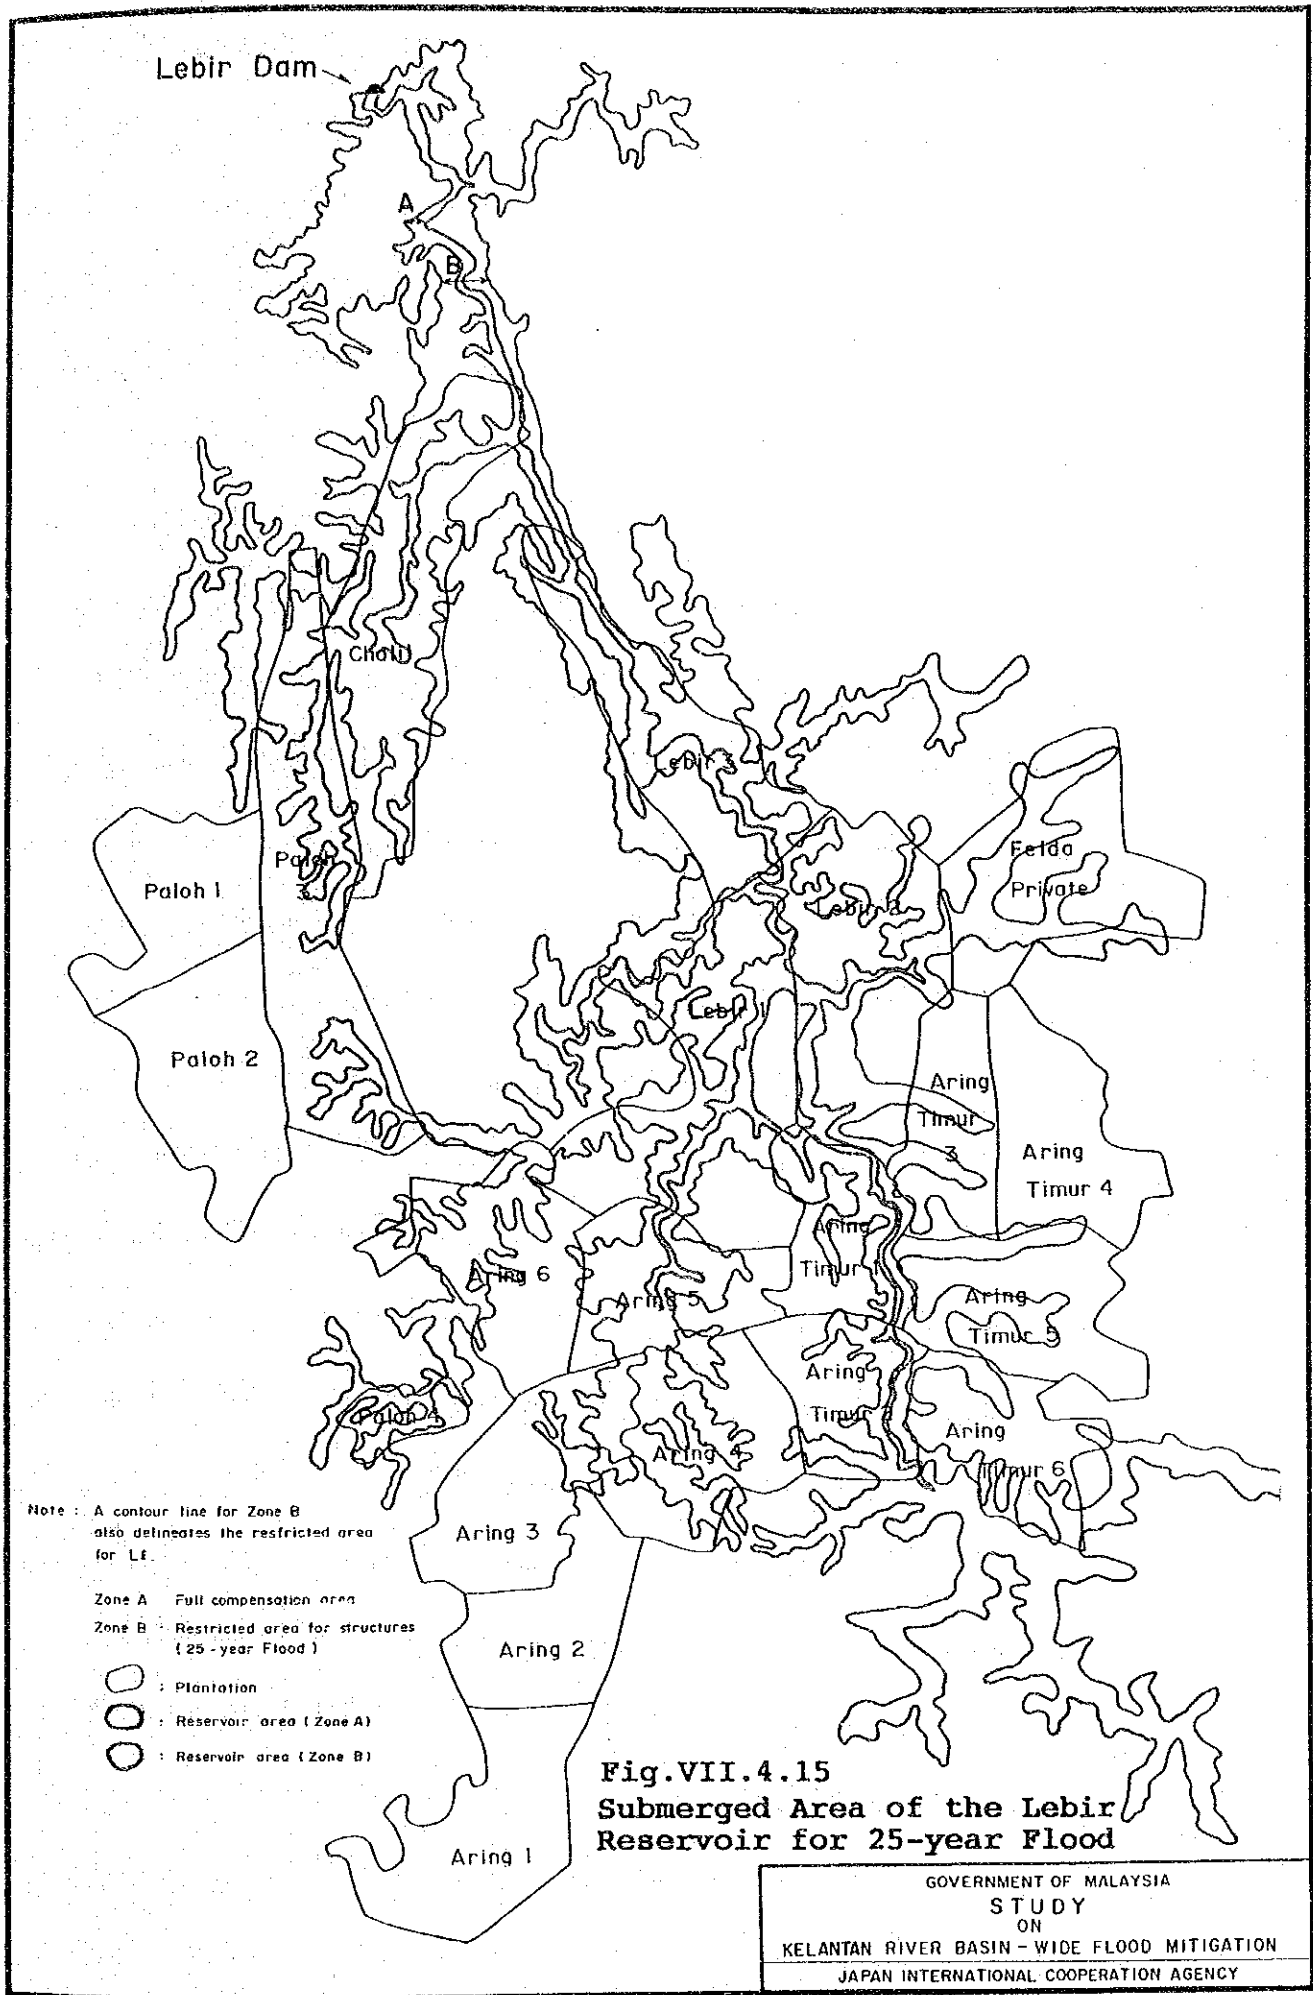 Lebir Dam
A
B
Chalil
Lebir 3
Felda
Private
Paloh 1
Paloh
3
Lebir 2
Lebir 1
Paloh 2
Aring
Timur
3
Aring
Timur 4
Aring
Timur 1
Aring 6
Aring 5
Aring
Timur 5
Aring
Timur 2
Paloh 4
Aring 4
Aring
Timur 6
Aring 3
Aring 2
Aring 1
Note : A contour line for Zone B
also delineates the restricted area
for
Zone A Full compensation area
Zone B : Restricted area for structures
( 25 - year Flood )
: Plantation
: Reservoir area ( Zone A )
: Reservoir area ( Zone B )
Fig.VII.4.15
Submerged Area of the Lebir
Reservoir for 25-year Flood
GOVERNMENT OF MALAYSIA
STUDY
ON
KELANTAN RIVER BASIN - WIDE FLOOD MITIGATION
JAPAN INTERNATIONAL COOPERATION AGENCY